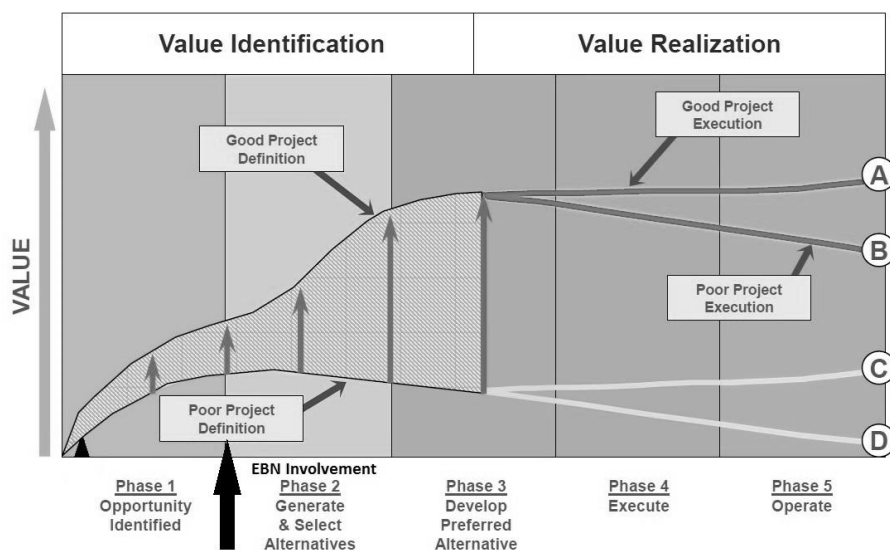 Value Identification
Value Realization
VALUE
Good Project
Definition
Good Project
Execution
A
B
Poor Project
Execution
C
Poor Project
Definition
D
EBN Involvement
Phase 1
Opportunity
Identified
Phase 2
Generate
& Select
Alternatives
Phase 3
Develop
Preferred
Alternative
Phase 4
Execute
Phase 5
Operate